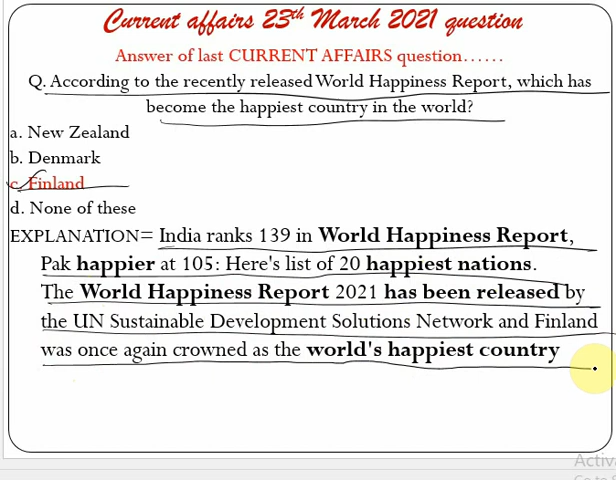 Current affairs 23th March 2021 question
Answer of last CURRENT AFFAIRS question......
Q. According to the recently released World Happiness Report, which has
become the happiest country in the world?
a. New Zealand
b. Denmark
c. Finland
d. None of these
EXPLANATION= India ranks 139 in World Happiness Report,
Pak happier at 105: Here's list of 20 happiest nations.
The World Happiness Report 2021 has been released by
the UN Sustainable Development Solutions Network and Finland
was once again crowned as the world's happiest country